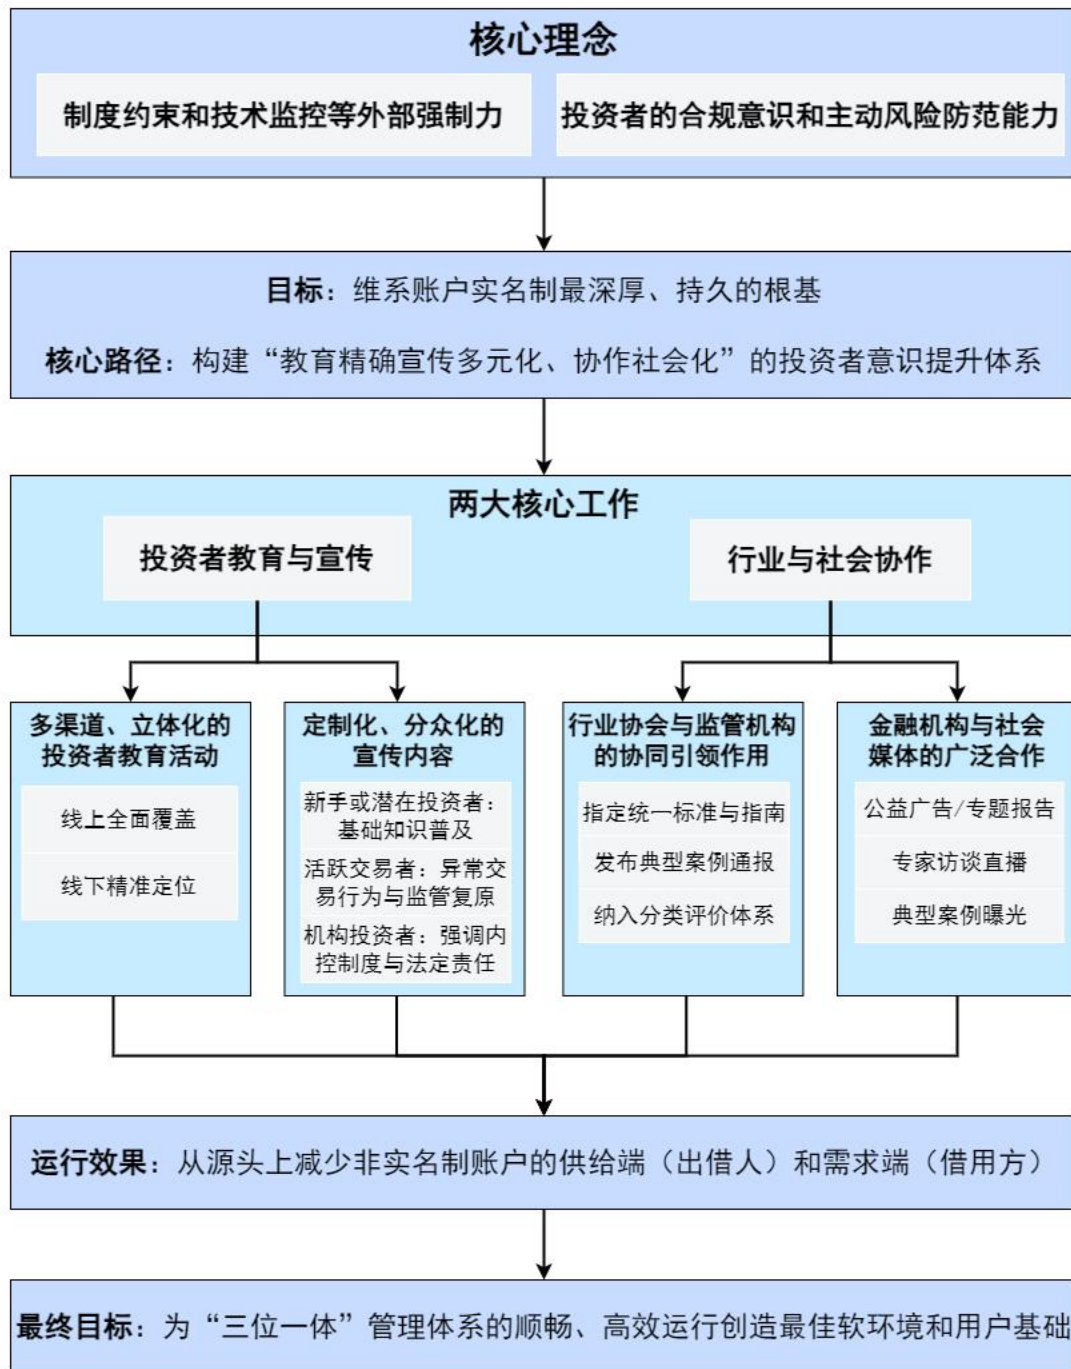 核心理念
制度约束和技术监控等外部强制力
投资者的合规意识和主动风险防范能力
目标：维系账户实名制最深厚、持久的根基
核心路径：构建“教育精确宣传多元化、协作社会化”的投资者意识提升体系
两大核心工作
投资者教育与宣传
行业与社会协作
多渠道、立体化的
投资者教育活动
线上全面覆盖
线下精准定位
定制化、分众化的
宣传内容
新手或潜在投资者：
基础知识普及
活跃交易者：异常交
易行为与监管复原
机构投资者：强调内
控制度与法定责任
行业协会与监管机构
的协同引领作用
指定统一标准与指南
发布典型案例通报
纳入分类评价体系
金融机构与社会
媒体的广泛合作
公益广告/专题报告
专家访谈直播
典型案例曝光
运行效果：从源头上减少非实名制账户的供给端（出借人）和需求端（借用方）
最终目标：为“三位一体”管理体系的顺畅、高效运行创造最佳软环境和用户基础